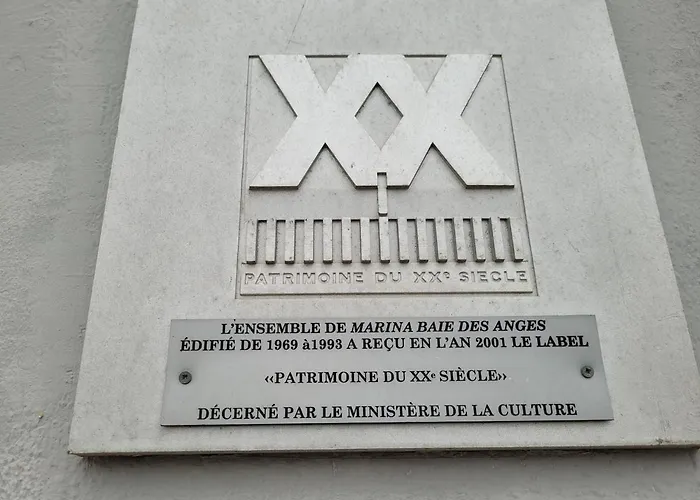 XX
PATRIMOINE DU XXe SIECLE
L'ENSEMBLE DE MARINA BAIE DES ANGES
ÉDIFIÉ DE 1969 à1993 A REÇU EN L'AN 2001 LE LABEL
‹‹PATRIMOINE DU XXe SIÈCLE››
DÉCERNÉ PAR LE MINISTÈRE DE LA CULTURE